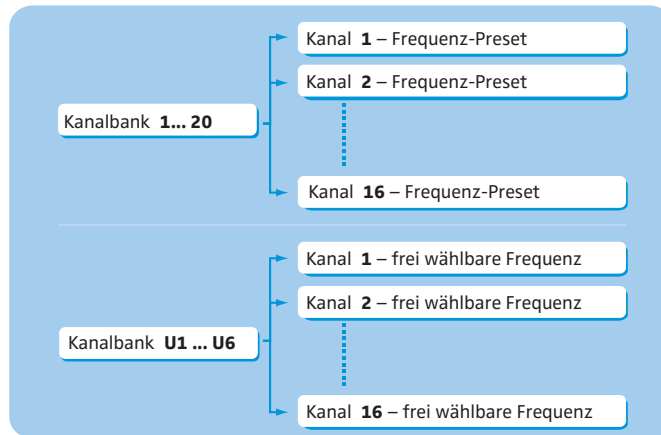 Kanal 1 – Frequenz-Preset
Kanal 2 – Frequenz-Preset
Kanalbank 1... 20
Kanal 16 – Frequenz-Preset
Kanal 1 – frei wählbare Frequenz
Kanal 2 – frei wählbare Frequenz
Kanalbank U1 ... U6
Kanal 16 – frei wählbare Frequenz